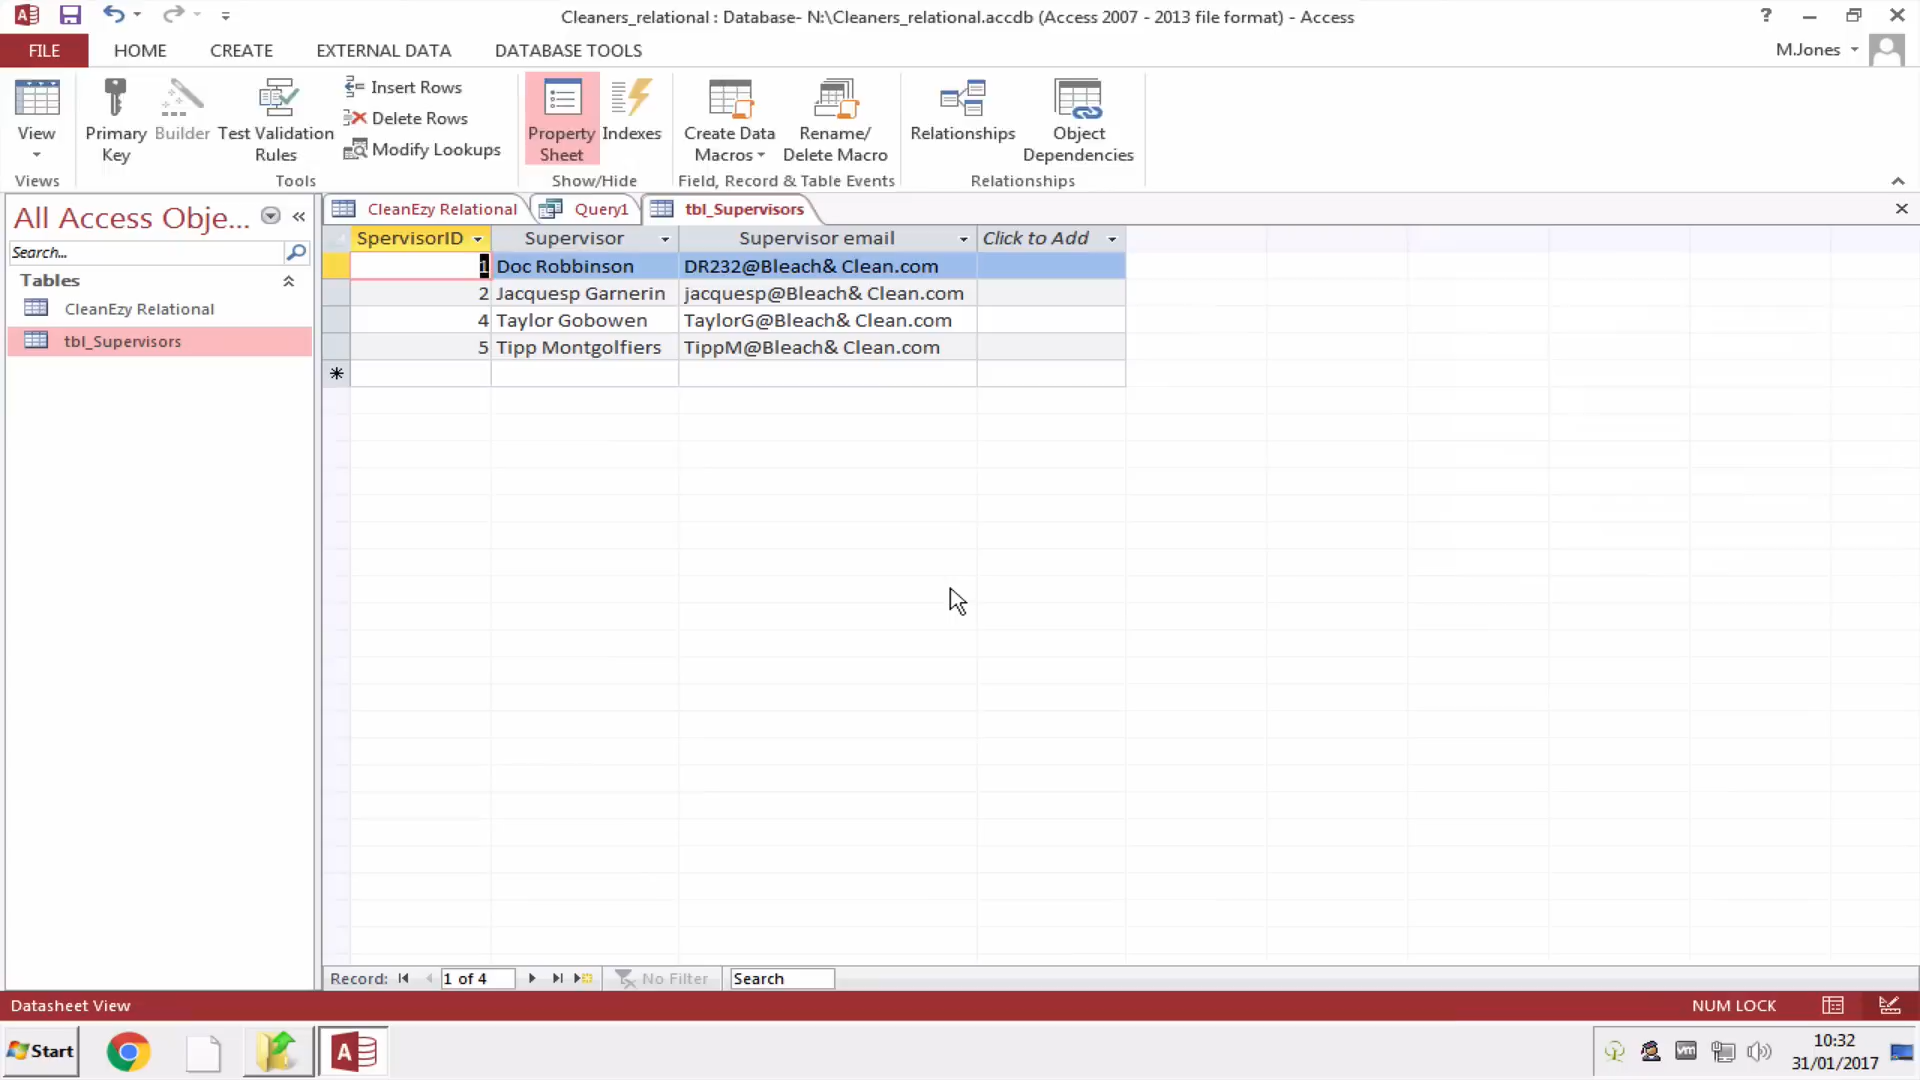 Cleaners_relational : Database- N:\Cleaners_relational.accdb (Access 2007 - 2013 file format) - Access
FILE HOME CREATE EXTERNAL DATA DATABASE TOOLS M.Jones
View
Primary Key
Builder
Test Validation Rules
Insert Rows
Delete Rows
Modify Lookups
Property Sheet
Indexes
Create Data Macros
Rename/ Delete Macro
Relationships
Object Dependencies
Views Tools Show/Hide Field, Record & Table Events Relationships
All Access Obje...
Search...
Tables
CleanEzy Relational
tbl_Supervisors
CleanEzy Relational Query1 tbl_Supervisors
SpervisorID Supervisor Supervisor email Click to Add
1 Doc Robbinson DR232@Bleach& Clean.com
2 Jacquesp Garnerin jacquesp@Bleach& Clean.com
4 Taylor Gobowen TaylorG@Bleach& Clean.com
5 Tipp Montgolfiers TippM@Bleach& Clean.com
Record: 1 of 4 No Filter Search
Datasheet View NUM LOCK
Start
10:32
31/01/2017